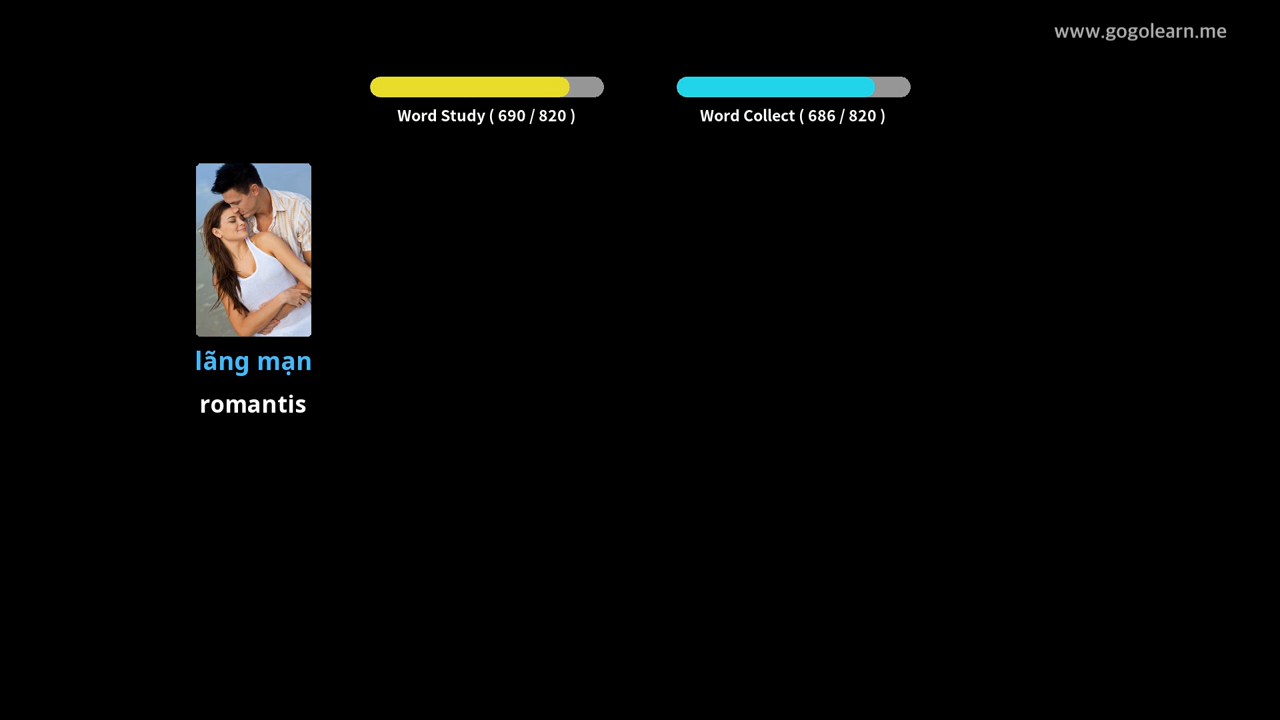 www.gogolearn.me
Word Study ( 690 / 820 )
Word Collect ( 686 / 820 )
lãng mạn
romantis